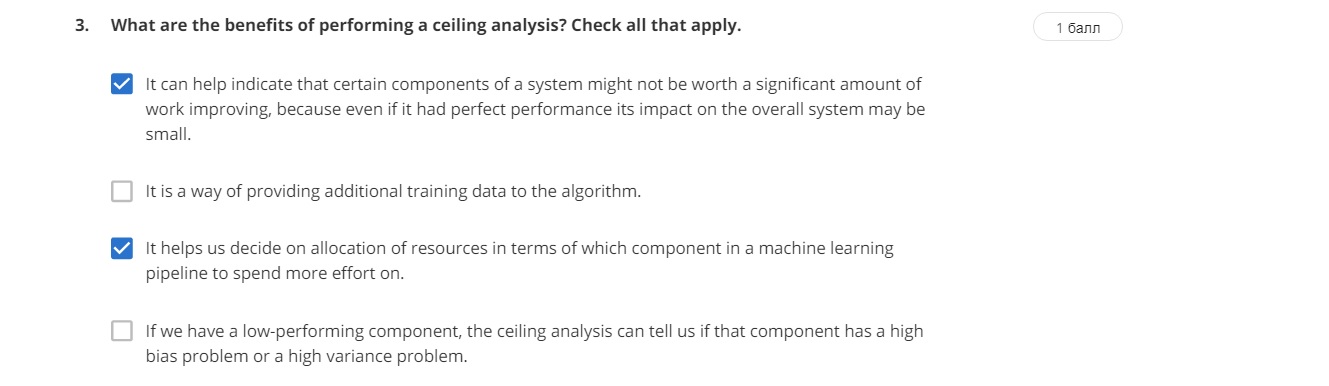 3. What are the benefits of performing a ceiling analysis? Check all that apply.
1 балл
It can help indicate that certain components of a system might not be worth a significant amount of
work improving, because even if it had perfect performance its impact on the overall system may be
small.
It is a way of providing additional training data to the algorithm.
It helps us decide on allocation of resources in terms of which component in a machine learning
pipeline to spend more effort on.
If we have a low-performing component, the ceiling analysis can tell us if that component has a high
bias problem or a high variance problem.